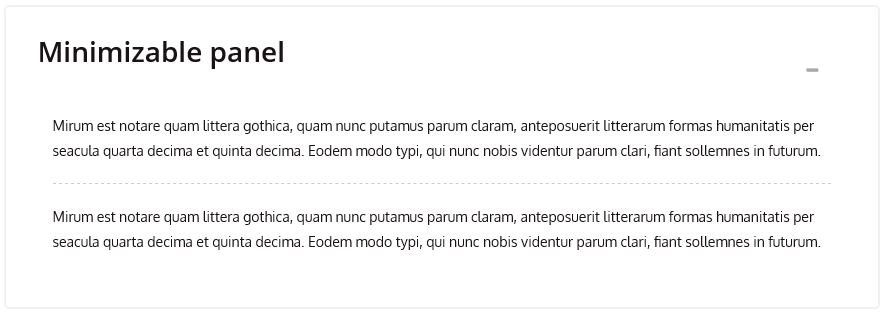 Minimizable panel
Mirum est notare quam littera gothica, quam nunc putamus parum claram, anteposuerit litterarum formas humanitatis per
seacula quarta decima et quinta decima. Eodem modo typi, qui nunc nobis videntur parum clari, fiant sollemnes in futurum.
Mirum est notare quam littera gothica, quam nunc putamus parum claram, anteposuerit litterarum formas humanitatis per
seacula quarta decima et quinta decima. Eodem modo typi, qui nunc nobis videntur parum clari, fiant sollemnes in futurum.